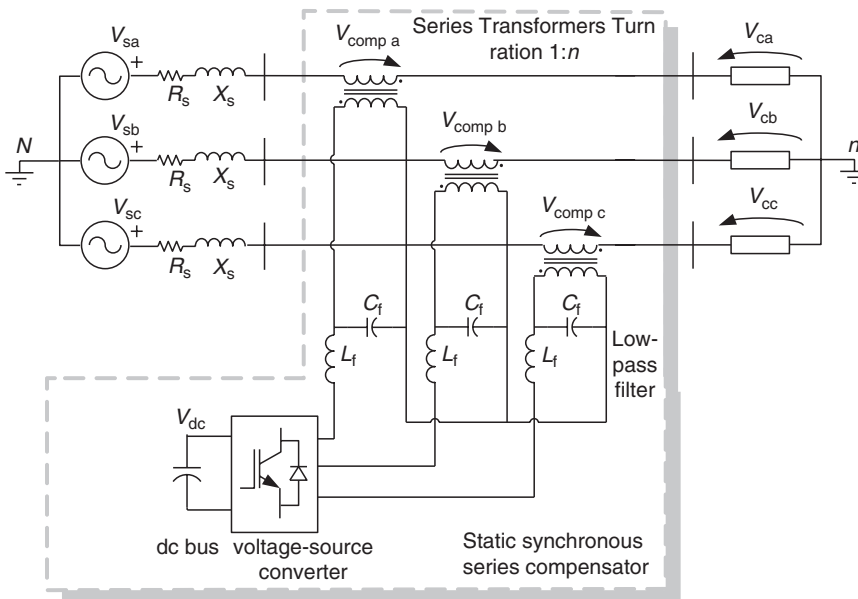 Vsa
+
Rs
Xs
Vcomp a
Series Transformers Turn
ration 1:n
Vca
N
Vsb
+
Rs
Xs
Vcomp b
Vcb
n
Vsc
+
Rs
Xs
Vcomp c
Vcc
Cf
Cf
Cf
Lf
Lf
Lf
Low-
pass
filter
Vdc
dc bus
voltage-source
converter
Static synchronous
series compensator